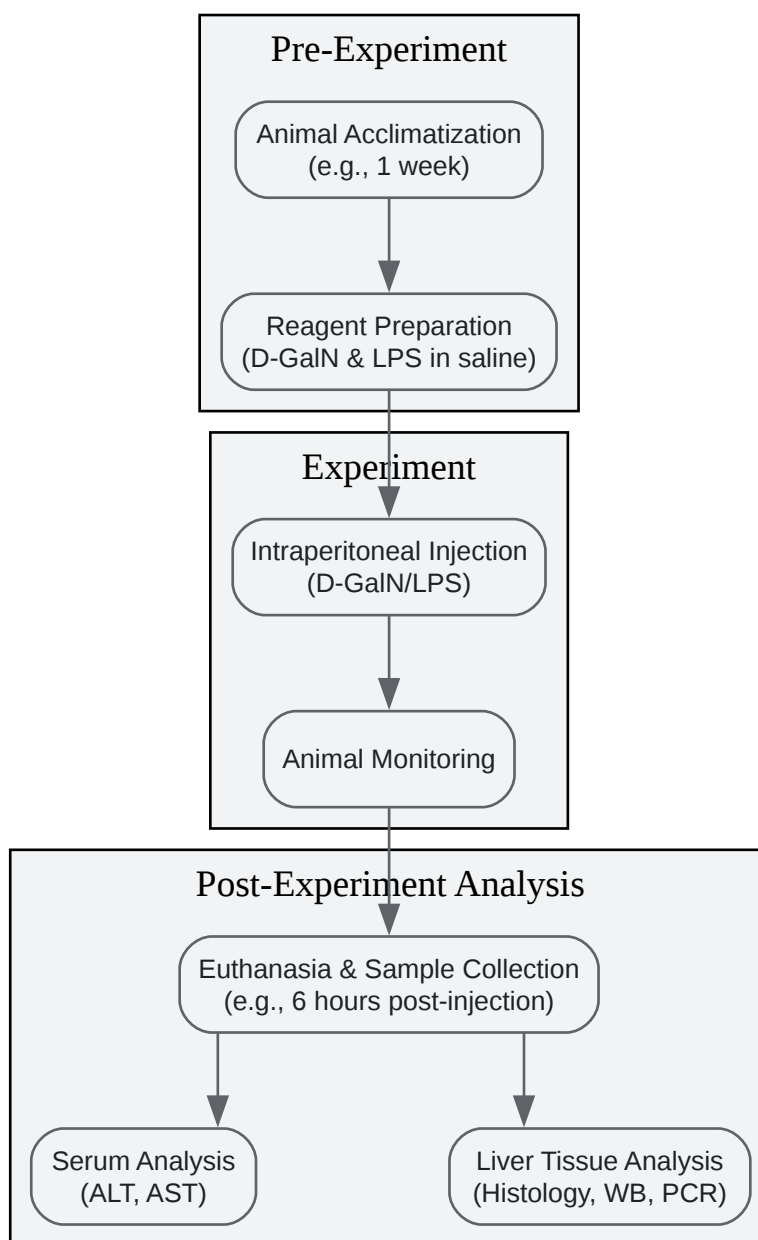 Pre-Experiment
Animal Acclimatization
(e.g., 1 week)
Reagent Preparation
(D-GalN & LPS in saline)
Experiment
Intraperitoneal Injection
(D-GalN/LPS)
Animal Monitoring
Post-Experiment Analysis
Euthanasia & Sample Collection
(e.g., 6 hours post-injection)
Serum Analysis
(ALT, AST)
Liver Tissue Analysis
(Histology, WB, PCR)